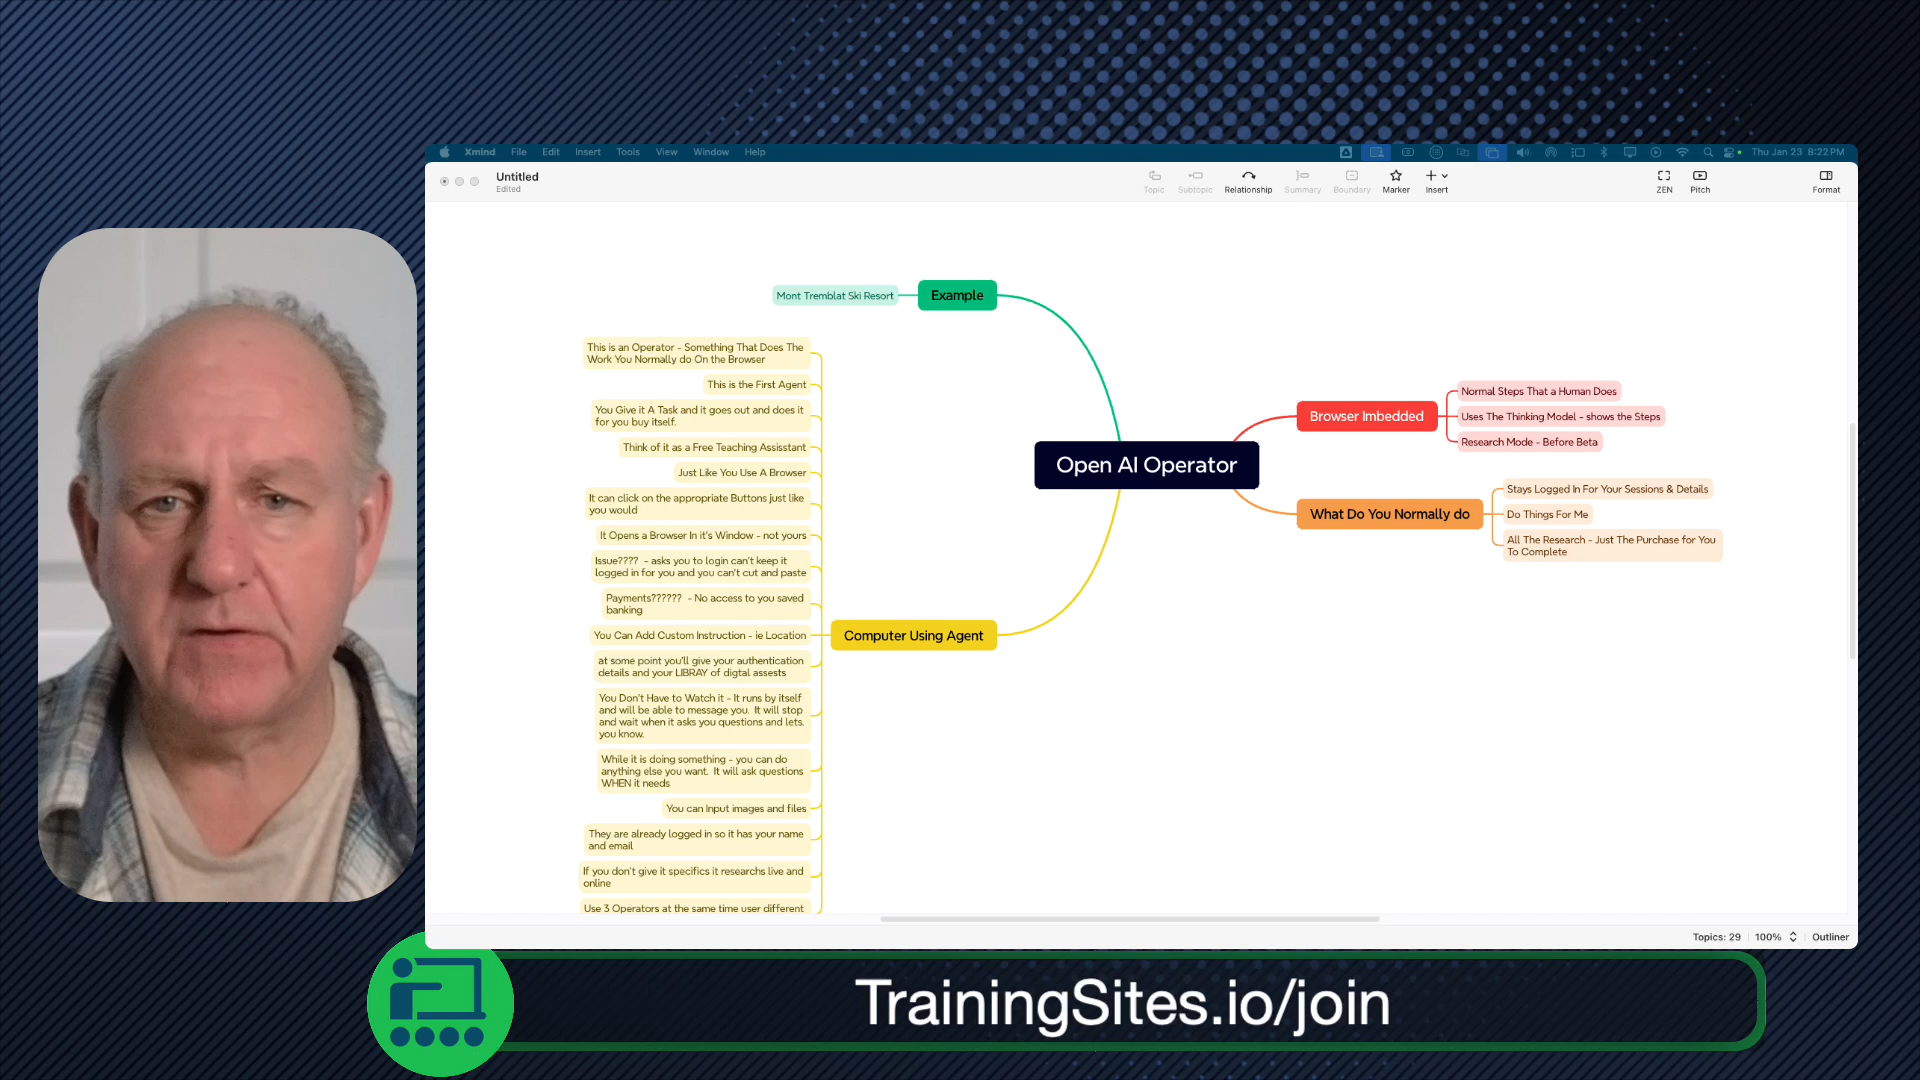 Xmind File Edit Insert Tools View Window Help
Thu Jan 23 8:22 PM
Untitled
Edited
Topic Subtopic Relationship Summary Boundary Marker Insert
ZEN Pitch Format
Mont Tremblat Ski Resort
Example
This is an Operator - Something That Does The
Work You Normally do On the Browser
This is the First Agent
You Give it A Task and it goes out and does it
for you buy itself.
Think of it as a Free Teaching Assisstant
Just Like You Use A Browser
It can click on the appropriate Buttons just like
you would
It Opens a Browser In it's Window - not yours
Issue???? - asks you to login can't keep it
logged in for you and you can't cut and paste
Payments?????? - No access to you saved
banking
You Can Add Custom Instruction - ie Location
at some point you'll give your authentication
details and your LIBRAY of digtal assests
You Don't Have to Watch it - It runs by itself
and will be able to message you. It will stop
and wait when it asks you questions and lets.
you know.
While it is doing something - you can do
anything else you want. It will ask questions
WHEN it needs
You can Input images and files
They are already logged in so it has your name
and email
If you don't give it specifics it researchs live and
online
Use 3 Operators at the same time user different
Computer Using Agent
Open AI Operator
Browser Imbedded
Normal Steps That a Human Does
Uses The Thinking Model - shows the Steps
Research Mode - Before Beta
What Do You Normally do
Stays Logged In For Your Sessions & Details
Do Things For Me
All The Research - Just The Purchase for You
To Complete
Topics: 29 100% Outliner
TrainingSites.io/join